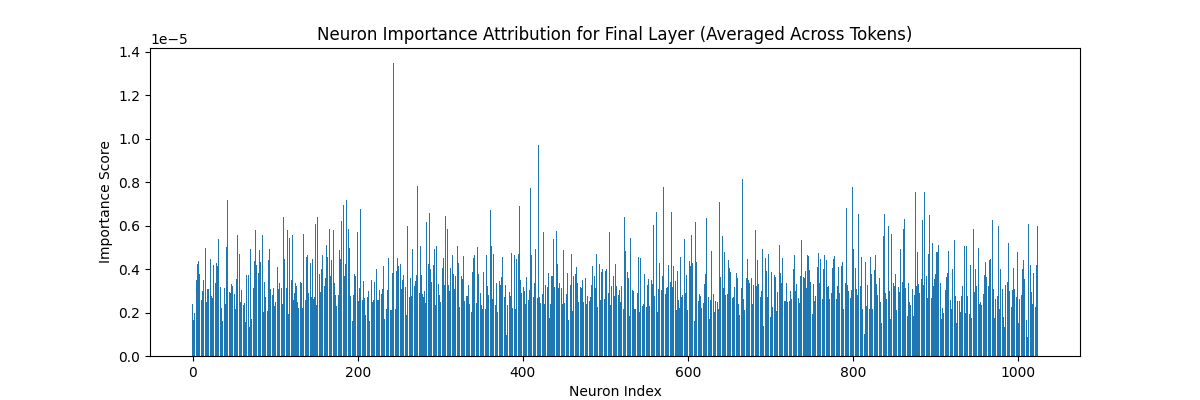 Neuron Importance Attribution for Final Layer (Averaged Across Tokens)
1e−5
1.4
1.2
1.0
0.8
0.6
0.4
0.2
0.0
Importance Score
0 200 400 600 800 1000
Neuron Index